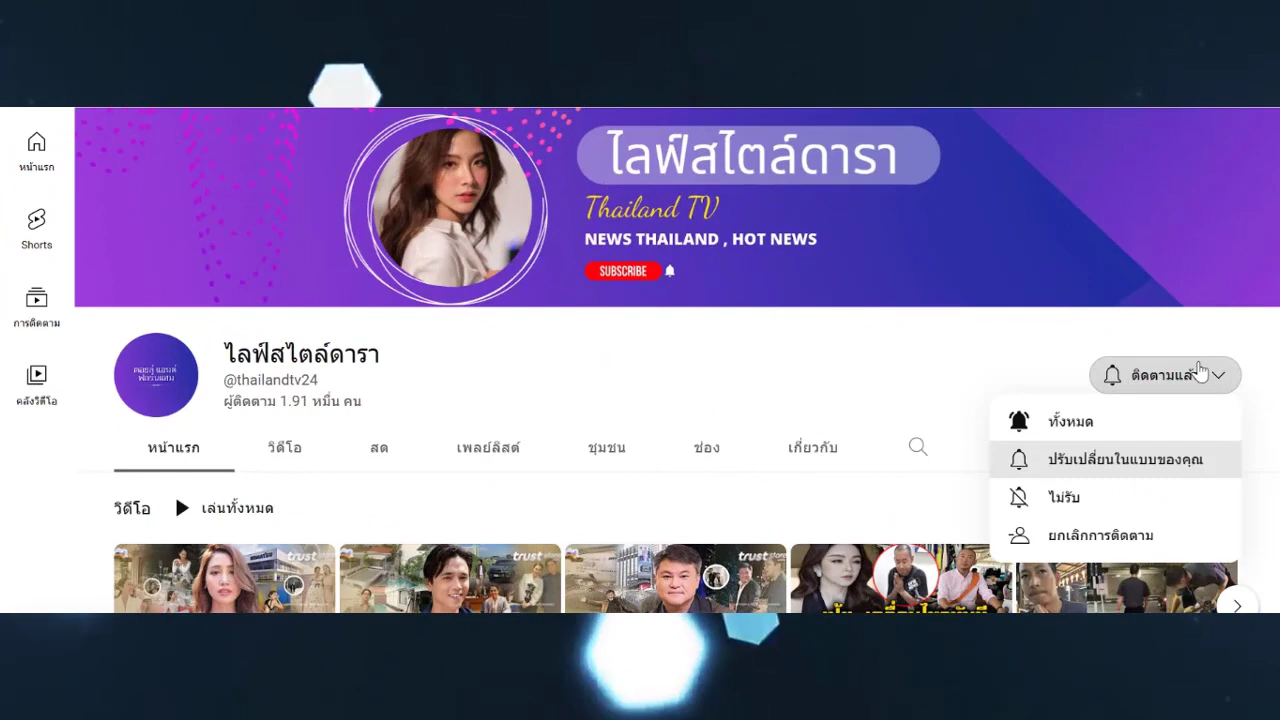 ไลฟ์สไตล์ดารา
Thailand TV
NEWS THAILAND , HOT NEWS
SUBSCRIBE
หน้าแรก
Shorts
การติดตาม
คลังวิดีโอ
ไลฟ์สไตล์ดารา
@thailandtv24
ผู้ติดตาม 1.91 หมื่น คน
ติดตามแล้ว
ทั้งหมด
ปรับเปลี่ยนในแบบของคุณ
ไม่รับ
ยกเลิกการติดตาม
หน้าแรก วิดีโอ สด เพลย์ลิสต์ ชุมชน ช่อง เกี่ยวกับ
วิดีโอ เล่นทั้งหมด
trust trust trust